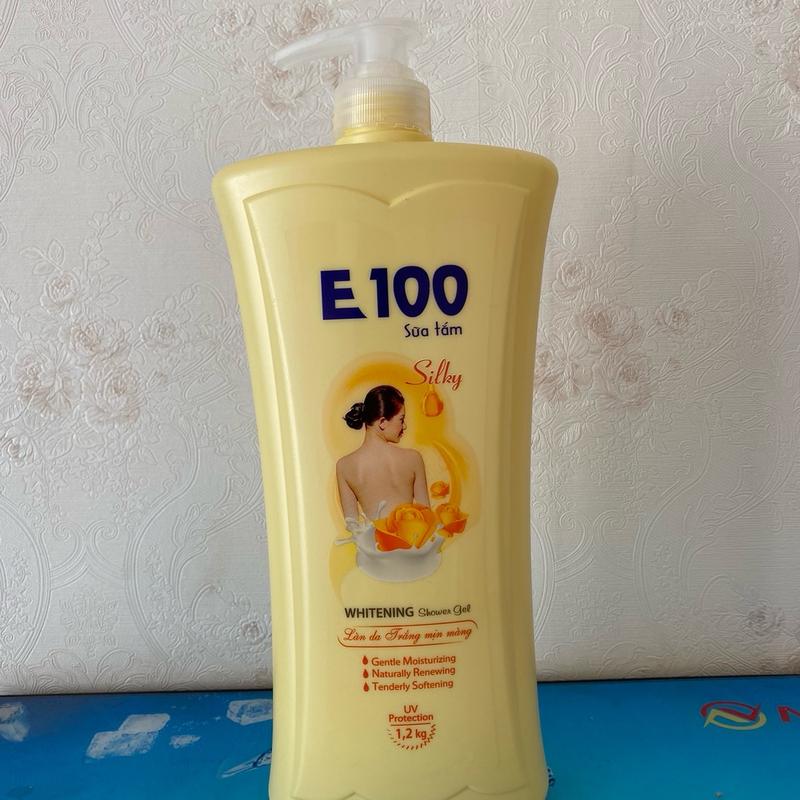 E100
Sữa tắm
Silky
WHITENING Shower Gel
Làn da Trắng mịn màng
Gentle Moisturizing
Naturally Renewing
Tenderly Softening
UV
Protection
1,2 kg